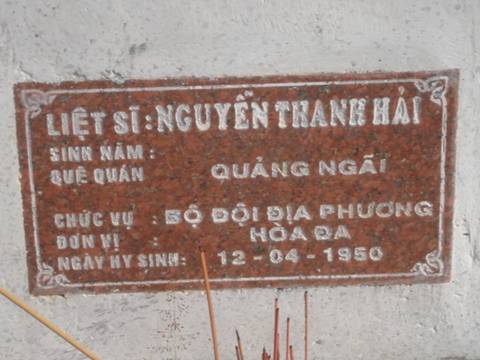 LIỆT SĨ: NGUYỄN THANH HẢI
SINH NĂM :
QUÊ QUÁN QUẢNG NGÃI
CHỨC VỤ : BỘ ĐỘI ĐỊA PHƯƠNG
ĐƠN VỊ : HÒA ĐA
NGÀY HY SINH: 12 - 04 - 1950